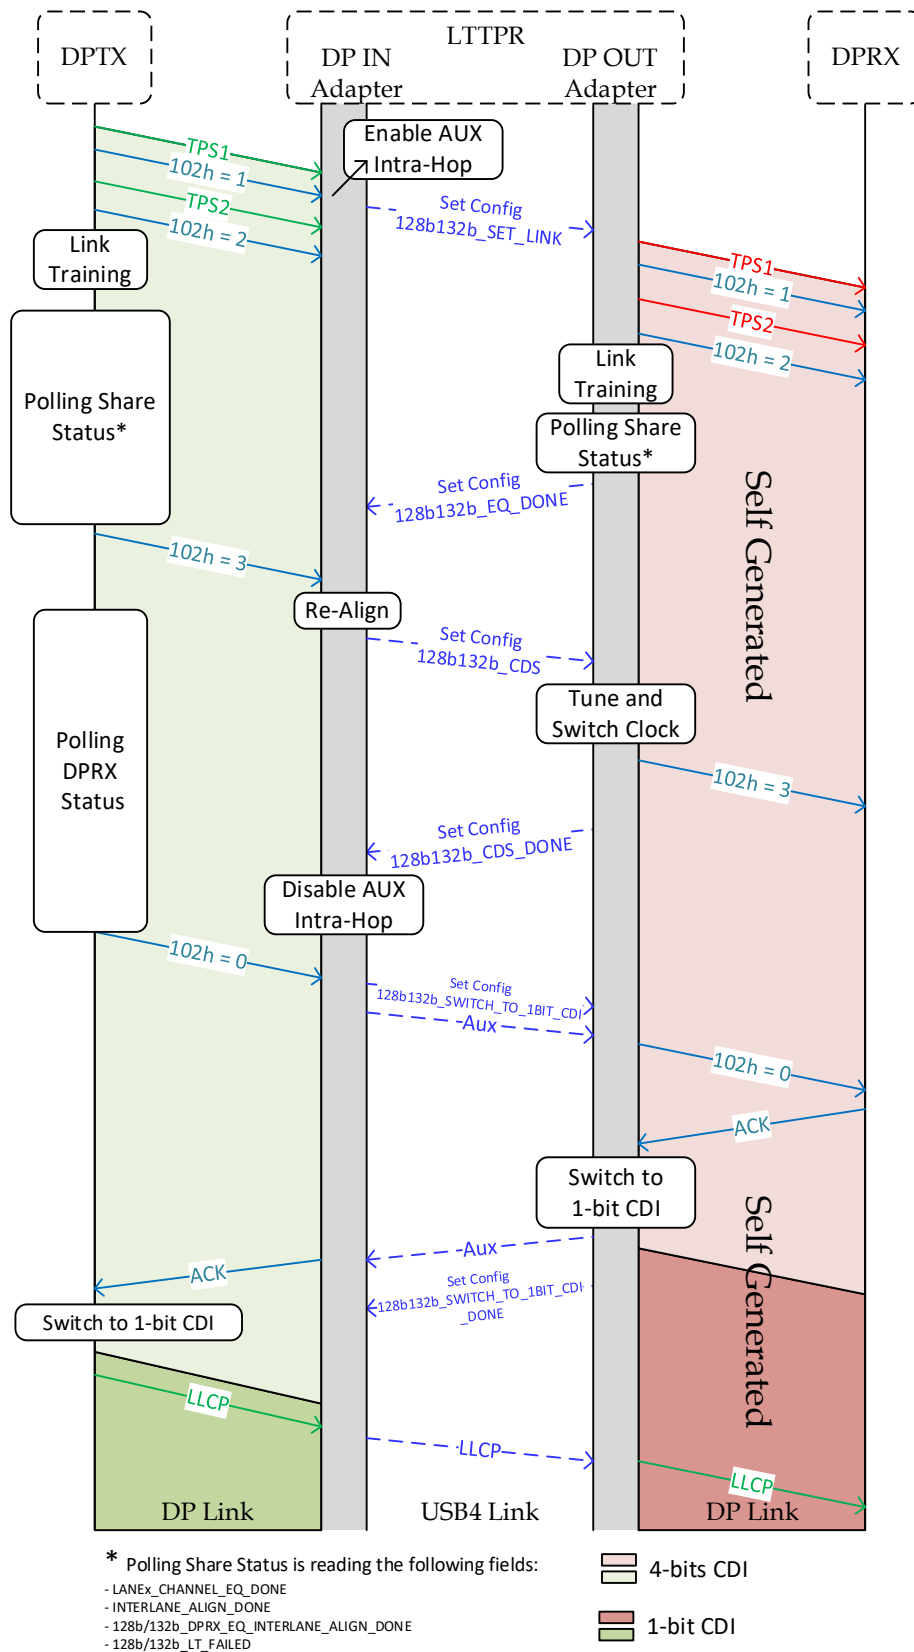 DPTX
LTTPR
DP IN
Adapter
DP OUT
Adapter
DPRX
TPS1
102h = 1
TPS2
102h = 2
Enable AUX
Intra-Hop
Set Config
128b132b_SET_LINK
Link
Training
TPS1
102h = 1
TPS2
102h = 2
Link
Training
Polling Share
Status*
Polling Share
Status*
Set Config
128b132b_EQ_DONE
Self Generated
102h = 3
Re-Align
Set Config
128b132b_CDS
Tune and
Switch Clock
Polling
DPRX
Status
102h = 3
Set Config
128b132b_CDS_DONE
Disable AUX
Intra-Hop
102h = 0
Set Config
128b132b_SWITCH_TO_1BIT_CDI
Aux
102h = 0
ACK
Switch to
1-bit CDI
Self Generated
Aux
ACK
Set Config
128b132b_SWITCH_TO_1BIT_CDI
_DONE
Switch to 1-bit CDI
LLCP
LLCP
LLCP
DP Link
USB4 Link
DP Link
* Polling Share Status is reading the following fields:
- LANEx_CHANNEL_EQ_DONE
- INTERLANE_ALIGN_DONE
- 128b/132b_DPRX_EQ_INTERLANE_ALIGN_DONE
- 128b/132b_LT_FAILED
4-bits CDI
1-bit CDI